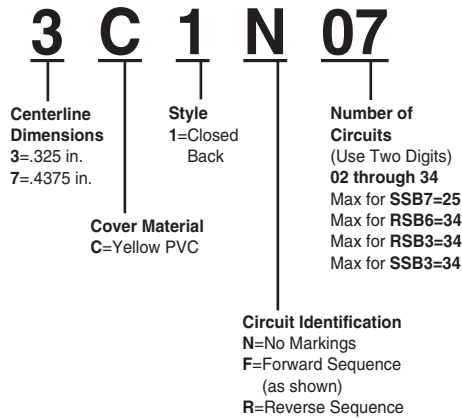 3 C 1 N 07
Centerline
Dimensions
3=.325 in.
7=.4375 in.
Cover Material
C=Yellow PVC
Style
1=Closed
Back
Circuit Identification
N=No Markings
F=Forward Sequence
(as shown)
R=Reverse Sequence
Number of
Circuits
(Use Two Digits)
02 through 34
Max for SSB7=25
Max for RSB6=34
Max for RSB3=34
Max for SSB3=34